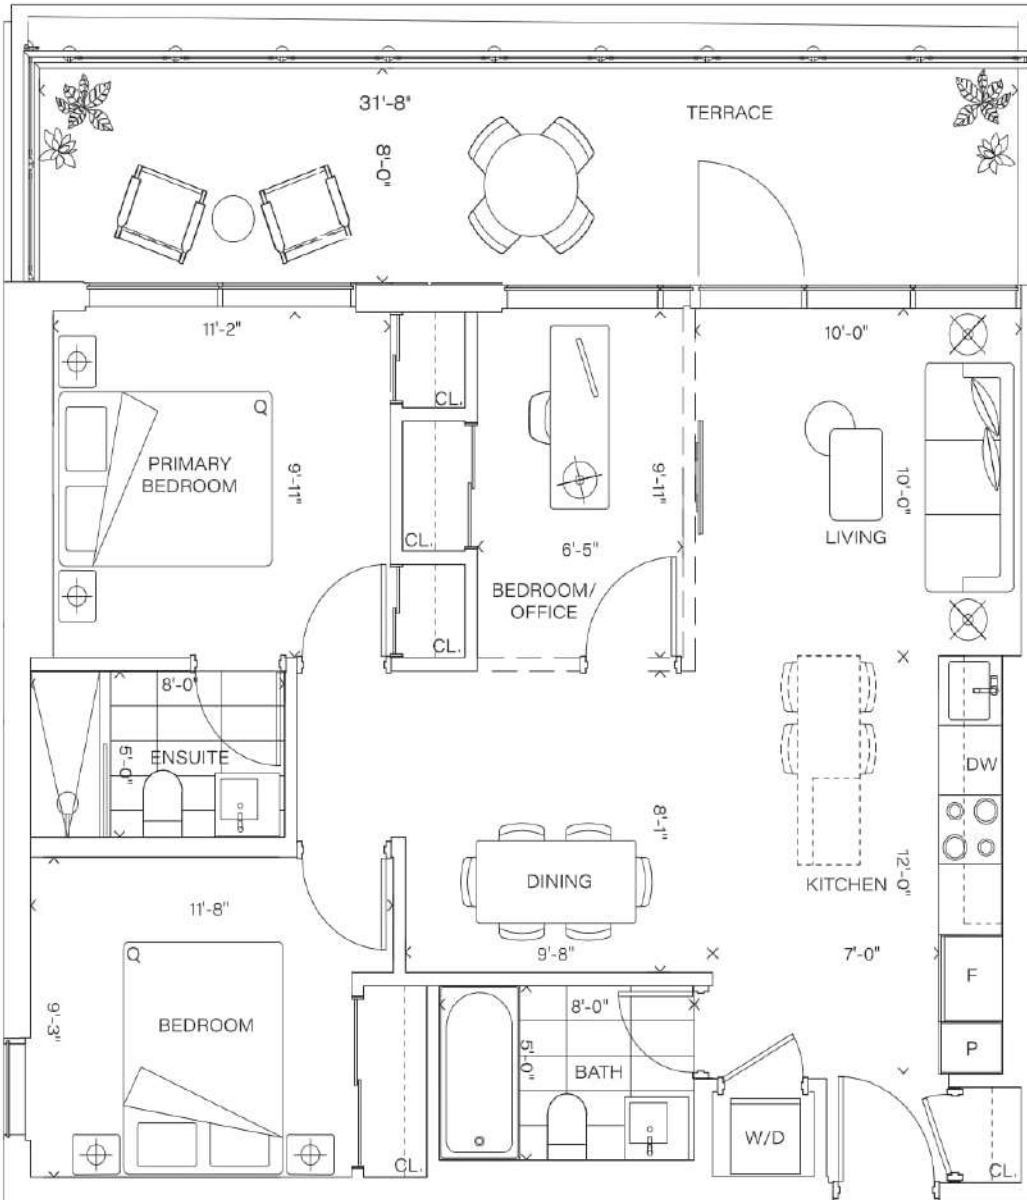 31'-8"
TERRACE
8'-0"
11'-2"
10'-0"
CL.
Q
PRIMARY
BEDROOM
9'-11"
9'-11"
10'-0"
LIVING
CL.
6'-5"
BEDROOM/
OFFICE
CL.
8'-0"
ENSUITE
5'-0"
DW
8'-1"
DINING
KITCHEN
12'-0"
11'-8"
Q
9'-8"
7'-0"
F
9'-3"
BEDROOM
8'-0"
5'-0"
BATH
P
W/D
CL.
CL.